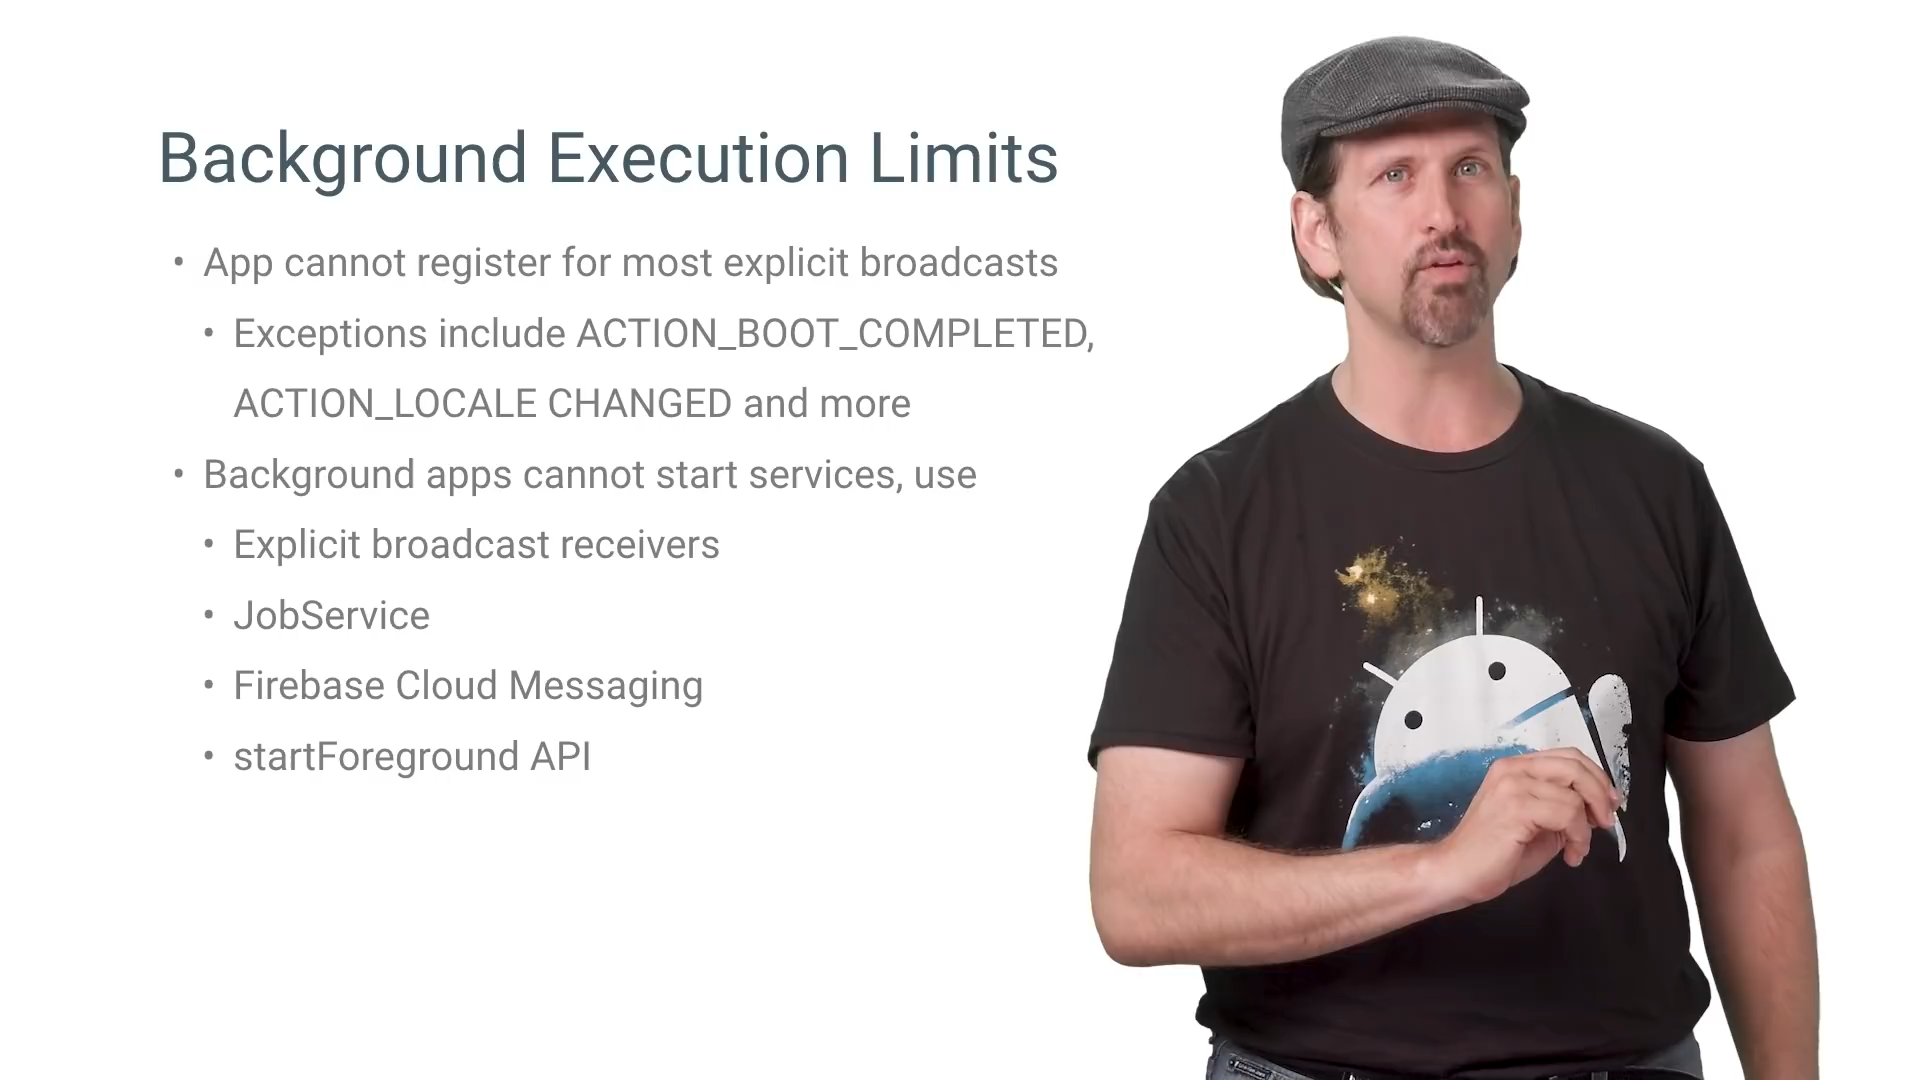 Background Execution Limits
• App cannot register for most explicit broadcasts
• Exceptions include ACTION_BOOT_COMPLETED,
ACTION_LOCALE CHANGED and more
• Background apps cannot start services, use
• Explicit broadcast receivers
• JobService
• Firebase Cloud Messaging
• startForeground API